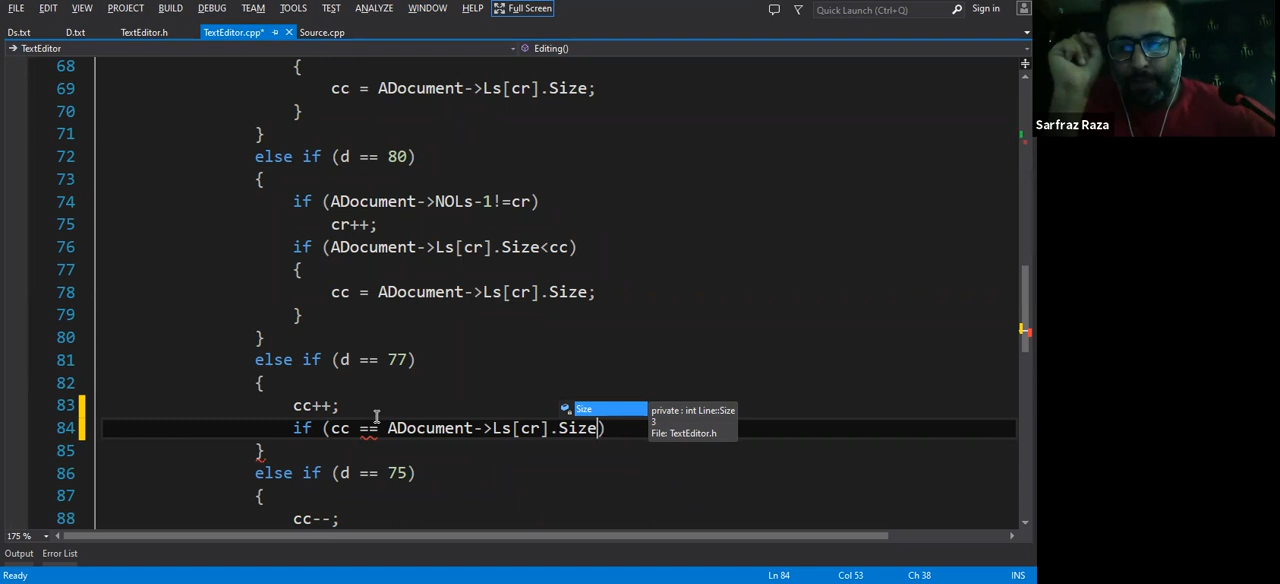 FILE EDIT VIEW PROJECT BUILD DEBUG TEAM TOOLS TEST ANALYZE WINDOW HELP Full Screen Quick Launch (Ctrl+Q) Sign in
Ds.txt D.txt TextEditor.h TextEditor.cpp* Source.cpp
TextEditor Editing()
68 {
69 cc = ADocument->Ls[cr].Size;
70 }
71 }
72 else if (d == 80)
73 {
74 if (ADocument->NOLs-1!=cr)
75 cr++;
76 if (ADocument->Ls[cr].Size<cc)
77 {
78 cc = ADocument->Ls[cr].Size;
79 }
80 }
81 else if (d == 77)
82 {
83 cc++;
84 if (cc == ADocument->Ls[cr].Size)
85 }
86 else if (d == 75)
87 {
88 cc--;
Size
private : int Line::Size
3
File: TextEditor.h
175 %
Output Error List
Ready Ln 84 Col 53 Ch 38 INS
Sarfraz Raza